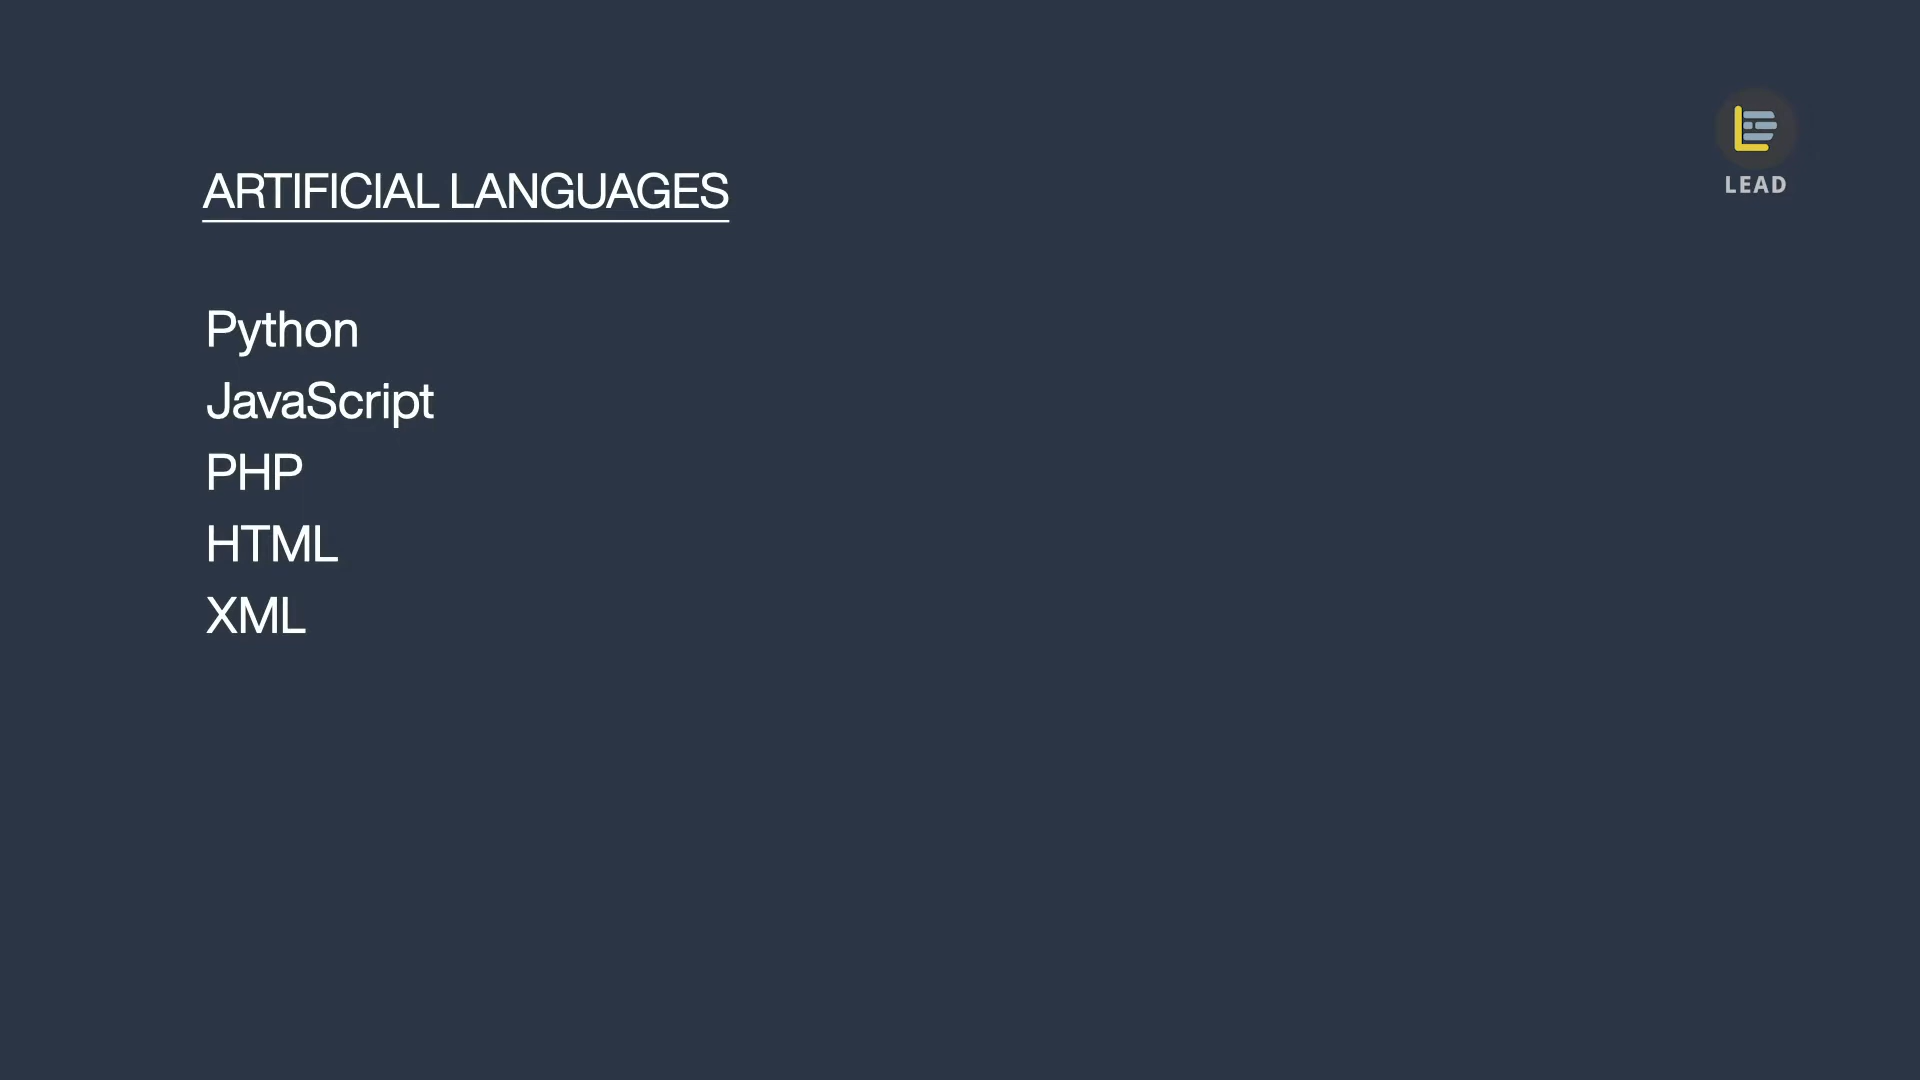 LEAD
ARTIFICIAL LANGUAGES
Python
JavaScript
PHP
HTML
XML